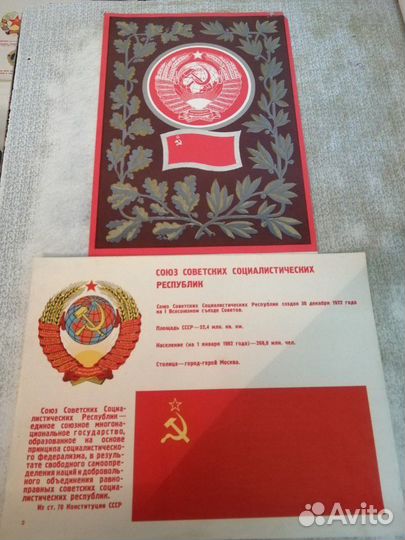 СОЮЗ СОВЕТСКИХ СОЦИАЛИСТИЧЕСКИХ
РЕСПУБЛИК
Союз Советских Социалистических Республик создан 30 декабря 1922 года
на I Всесоюзном съезде Советов.
Площадь СССР—22,4 млн. кв. км.
Население (на 1 января 1982 года)—268,8 млн. чел.
Столица—город-герой Москва.
Союз Советских Социа-
листических Республик—
единое союзное многона-
циональное государство,
образованное на основе
принципа социалистическо-
го федерализма, в резуль-
тате свободного самоопре-
деления наций и доброволь-
ного объединения равно-
правных советских социа-
листических республик.
Из ст. 70 Конституции СССР
Avito